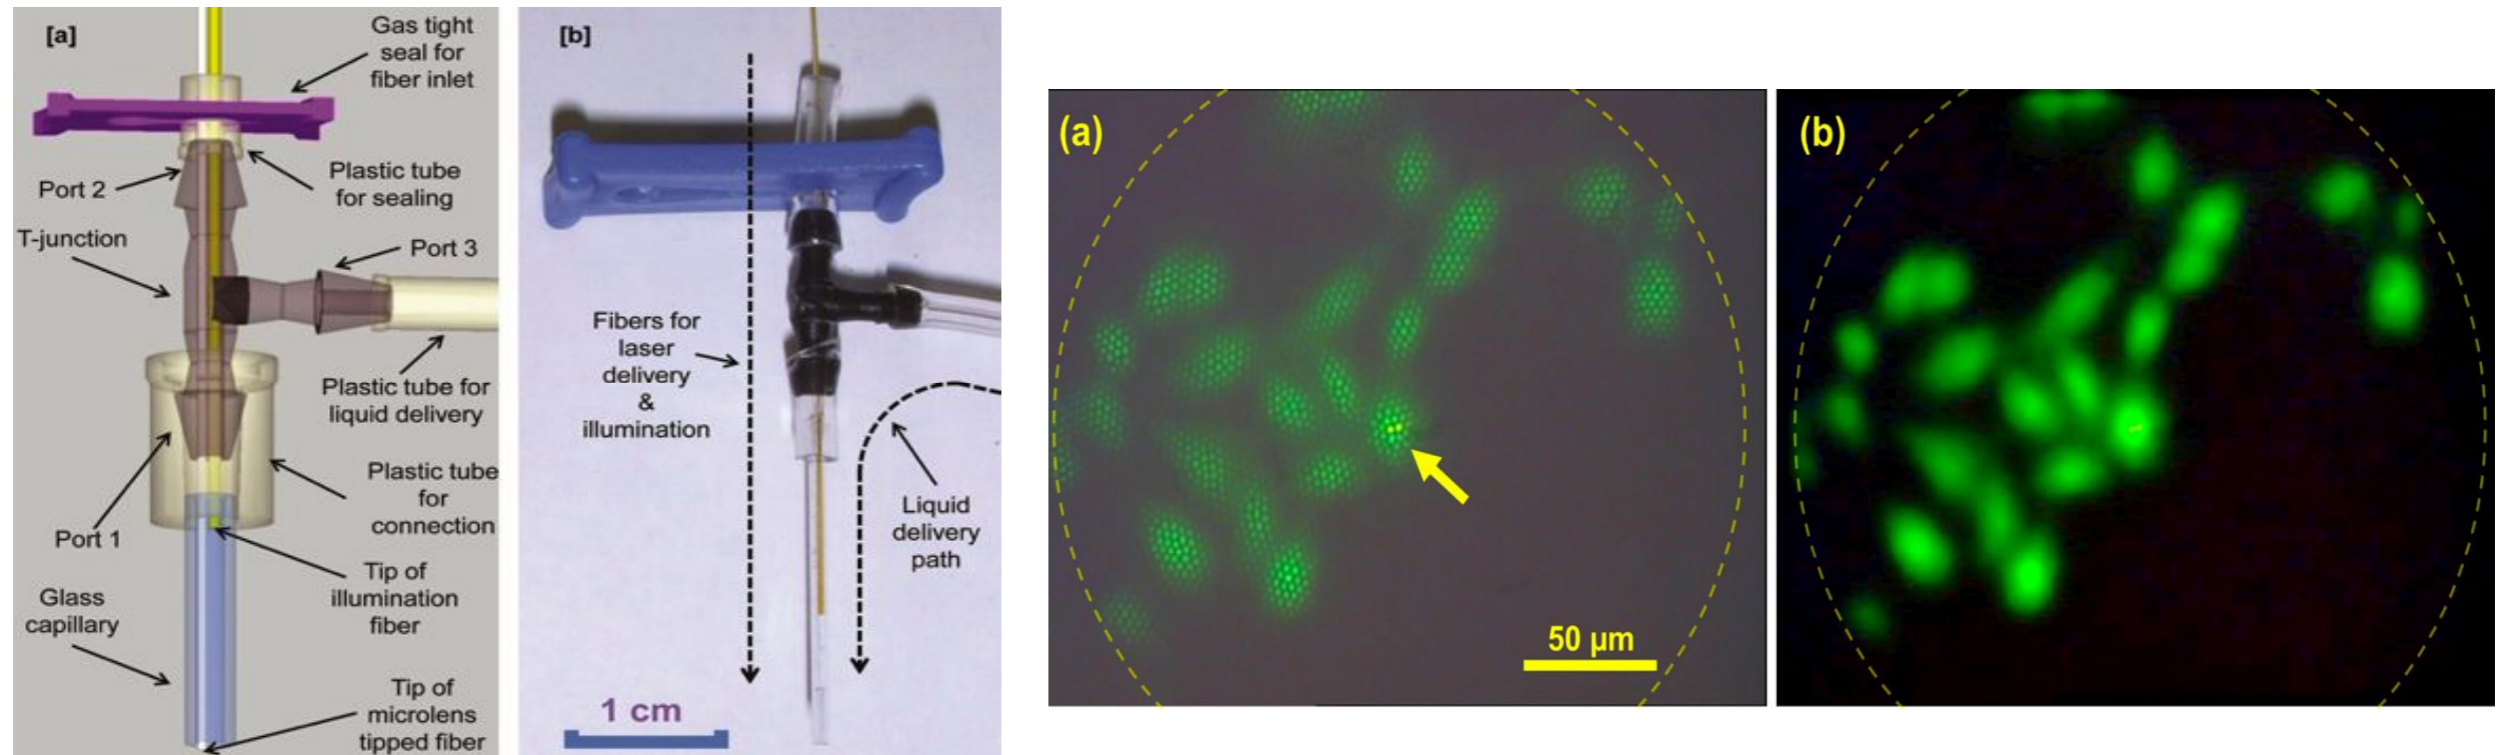 [a]
Gas tight
seal for
fiber inlet
Port 2
Plastic tube
for sealing
T-junction
Port 3
Plastic tube for
liquid delivery
Port 1
Plastic tube
for
connection
Tip of
illumination
fiber
Glass
capillary
Tip of
microlens
tipped fiber
[b]
Fibers for
laser
delivery
&
illumination
Liquid
delivery
path
1 cm
(a)
50 µm
(b)